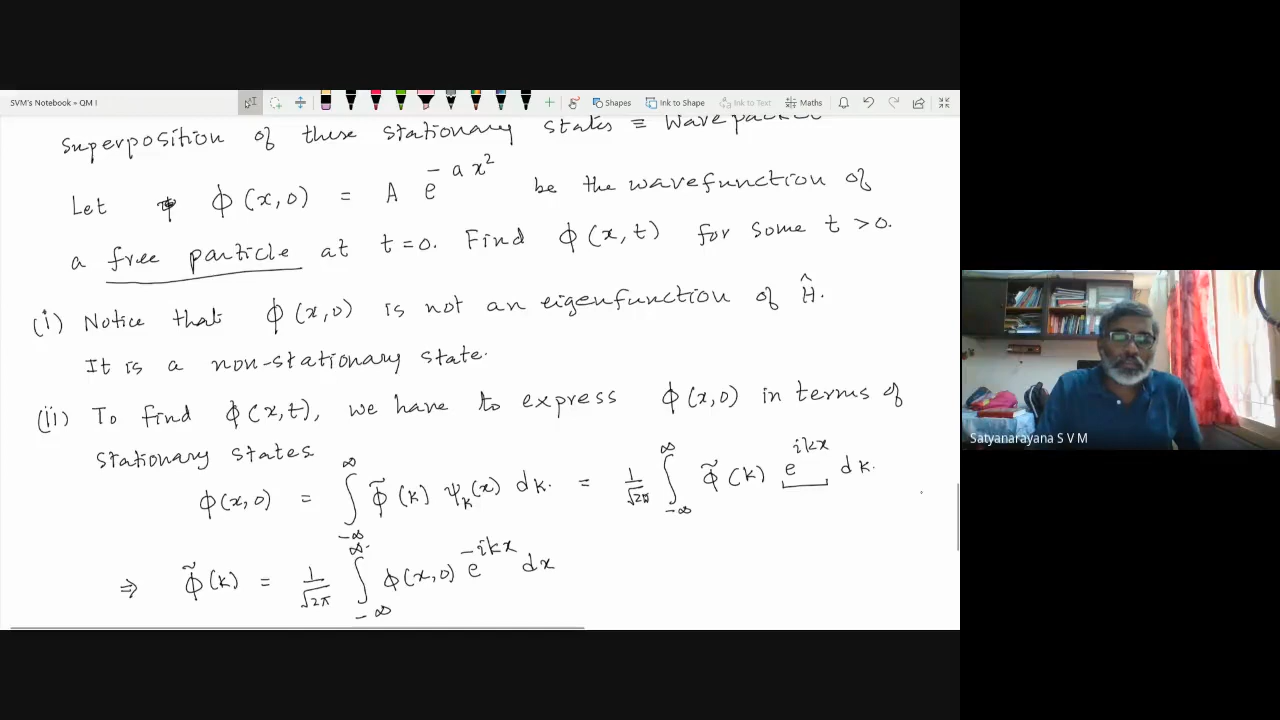 SVM's Notebook » QM I
Shapes Ink to Shape Ink to Text Maths
superposition of these stationary states ≡ Wavepacket
Let ϕ(x,0) = A e^{-ax²} be the wavefunction of
a free particle at t=0. Find ϕ(x,t) for some t >0.
(i) Notice that ϕ(x,0) is not an eigenfunction of Ĥ.
It is a non-stationary state.
(ii) To find ϕ(x,t), we have to express ϕ(x,0) in terms of
stationary states
ϕ(x,0) = ∫_{-∞}^{∞} ϕ̃(k) ψ_k(x) dk. = 1/√2π ∫_{-∞}^{∞} ϕ̃(k) e^{ikx} dk.
⇒ ϕ̃(k) = 1/√2π ∫_{-∞}^{∞} ϕ(x,0) e^{-ikx} dx
Satyanarayana S V M